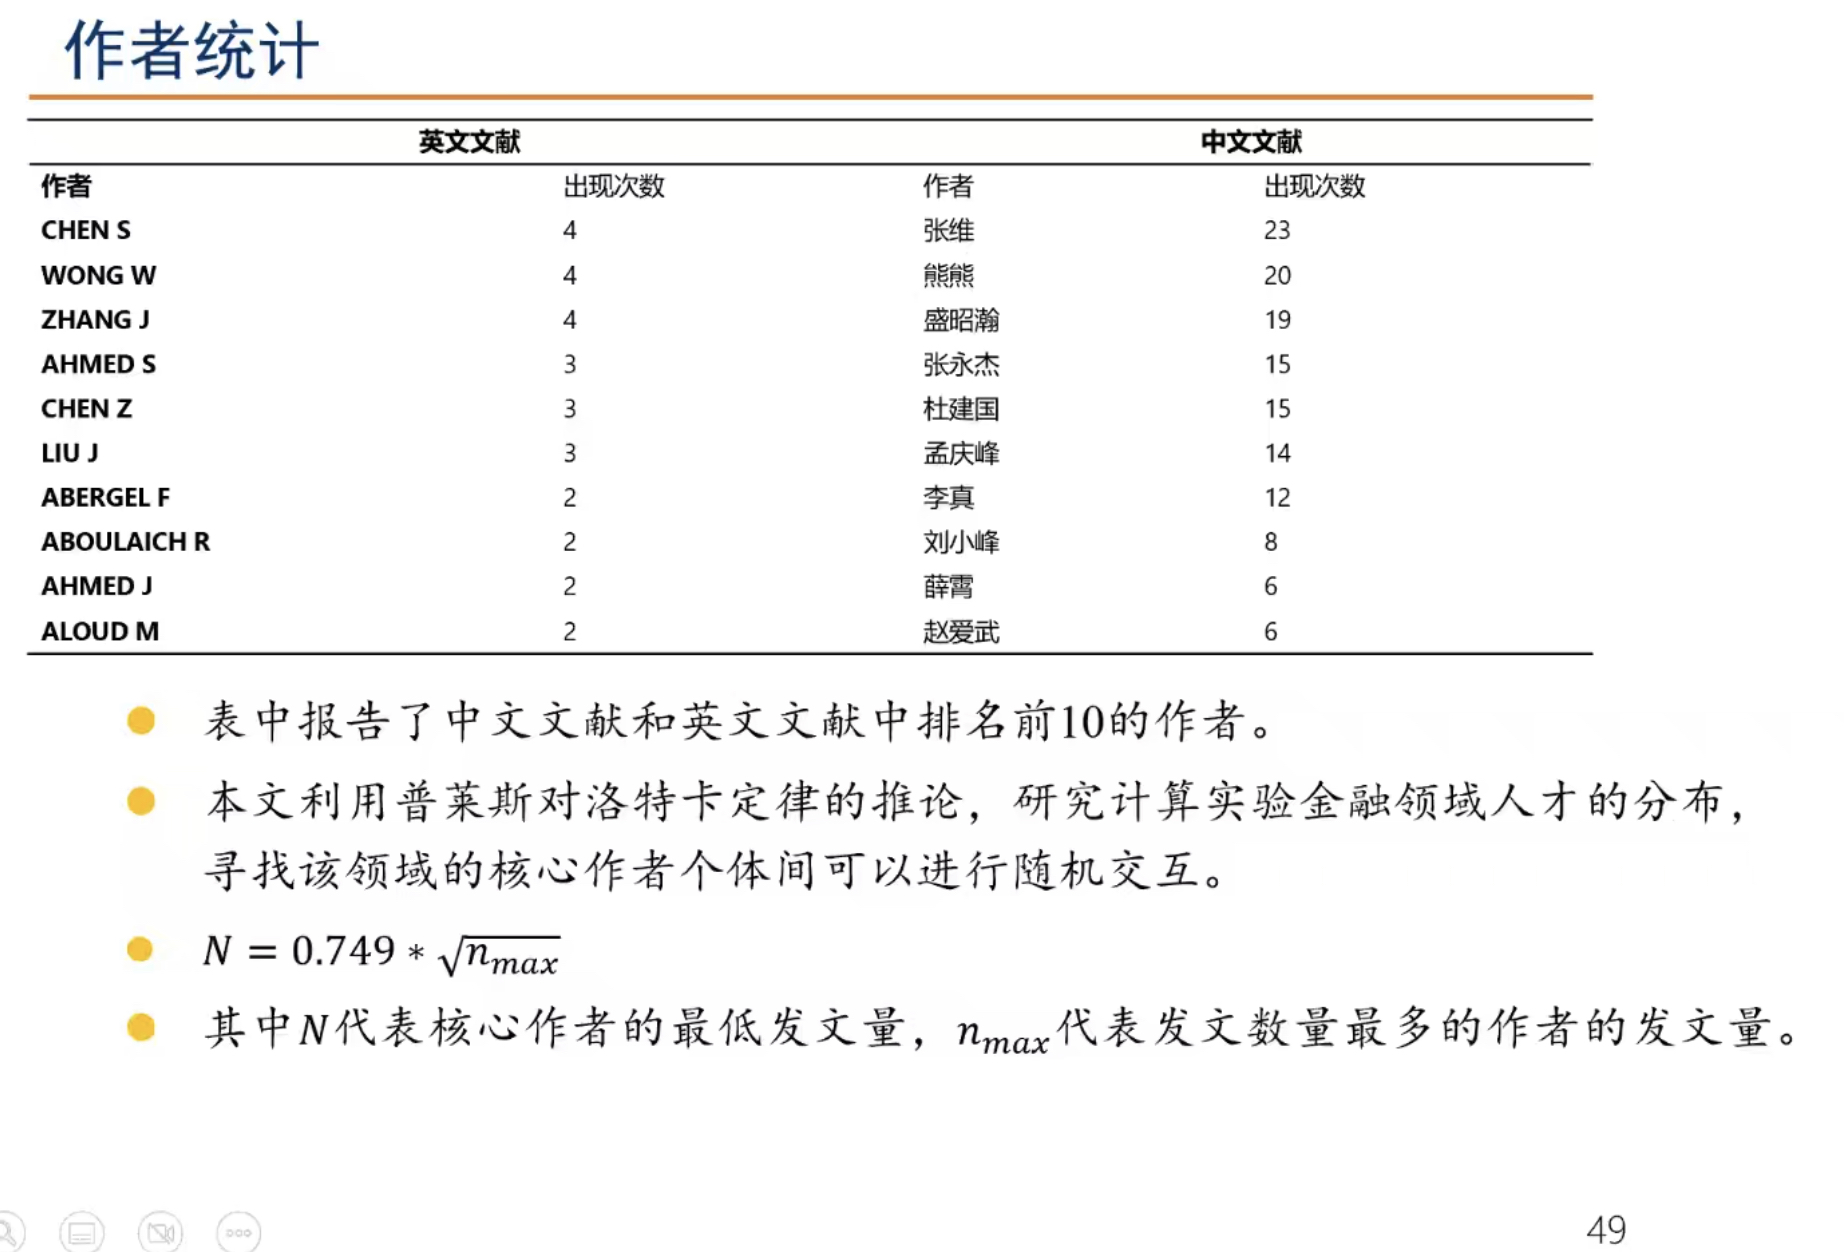 作者统计
英文文献 中文文献
作者 出现次数 作者 出现次数
CHEN S 4 张维 23
WONG W 4 熊熊 20
ZHANG J 4 盛昭瀚 19
AHMED S 3 张永杰 15
CHEN Z 3 杜建国 15
LIU J 3 孟庆峰 14
ABERGEL F 2 李真 12
ABOULAICH R 2 刘小峰 8
AHMED J 2 薛霄 6
ALOUD M 2 赵爱武 6
表中报告了中文文献和英文文献中排名前10的作者。
本文利用普莱斯对洛特卡定律的推论，研究计算实验金融领域人才的分布，
寻找该领域的核心作者个体间可以进行随机交互。
N = 0.749 * √n_max
其中N代表核心作者的最低发文量，n_max代表发文数量最多的作者的发文量。
49